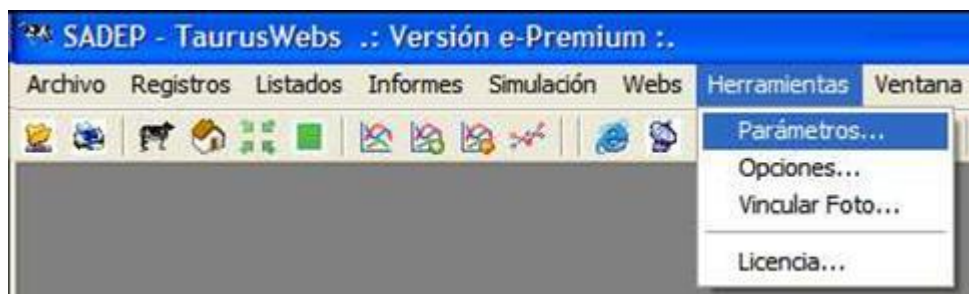 SADEP - TaurusWebs .: Versión e-Premium :.
Archivo Registros Listados Informes Simulación Webs Herramientas Ventana
Parámetros...
Opciones...
Vincular Foto...
Licencia...